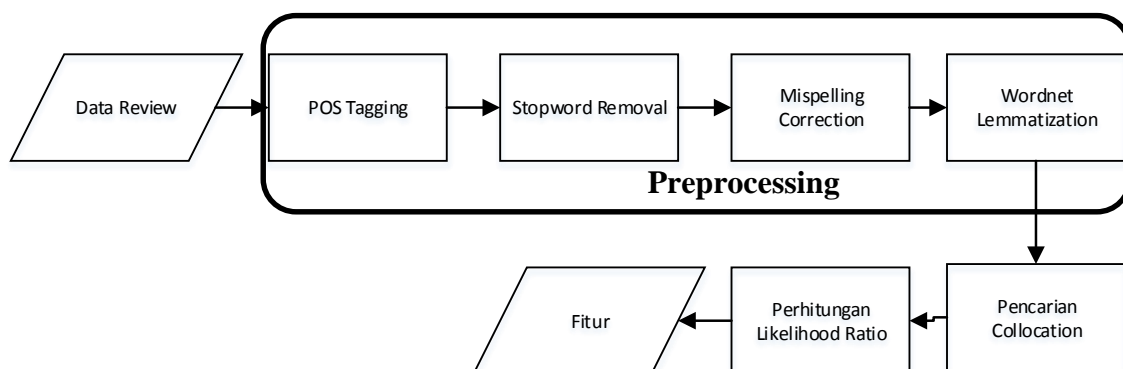 Data Review
POS Tagging
Stopword Removal
Mispelling
Correction
Wordnet
Lemmatization
Preprocessing
Fitur
Perhitungan
Likelihood Ratio
Pencarian
Collocation